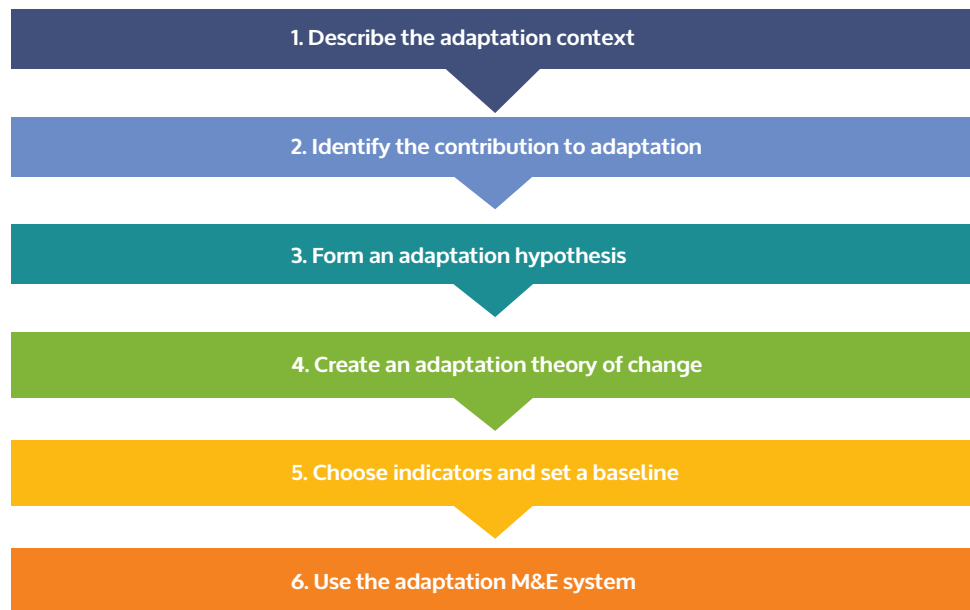 1. Describe the adaptation context
2. Identify the contribution to adaptation
3. Form an adaptation hypothesis
4. Create an adaptation theory of change
5. Choose indicators and set a baseline
6. Use the adaptation M&E system